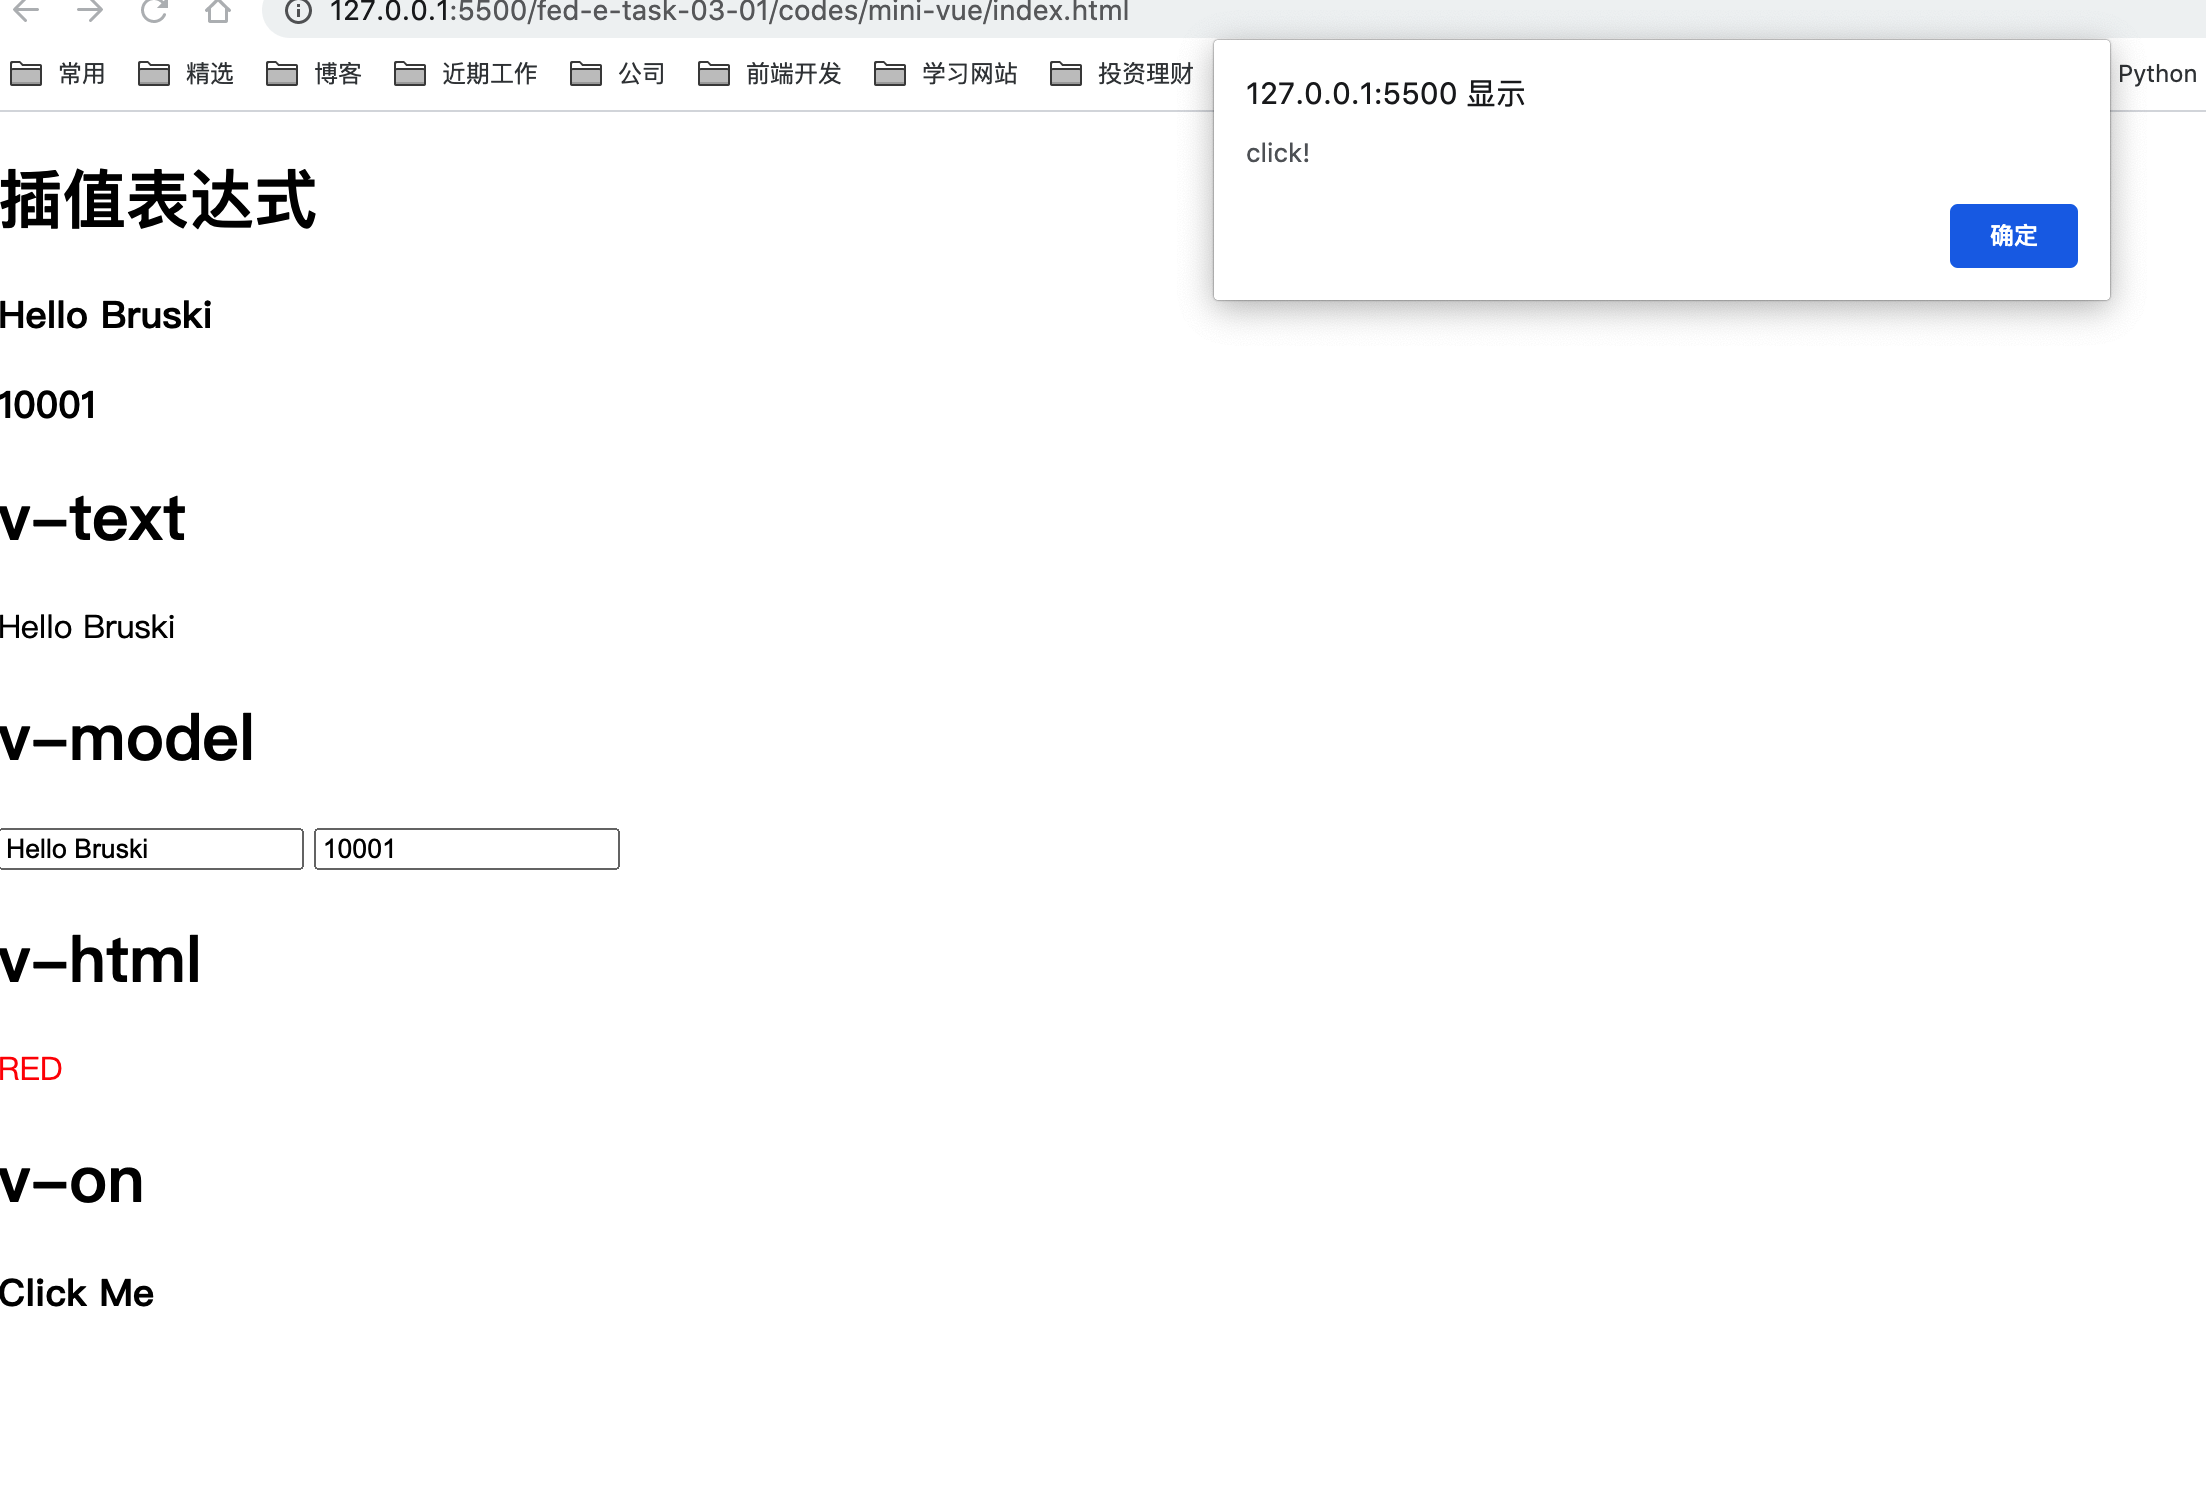 127.0.0.1:5500/fed-e-task-03-01/codes/mini-vue/index.html
常用 精选 博客 近期工作 公司 前端开发 学习网站 投资理财 Python
127.0.0.1:5500 显示
click!
确定
插值表达式
Hello Bruski
10001
v-text
Hello Bruski
v-model
Hello Bruski 10001
v-html
RED
v-on
Click Me